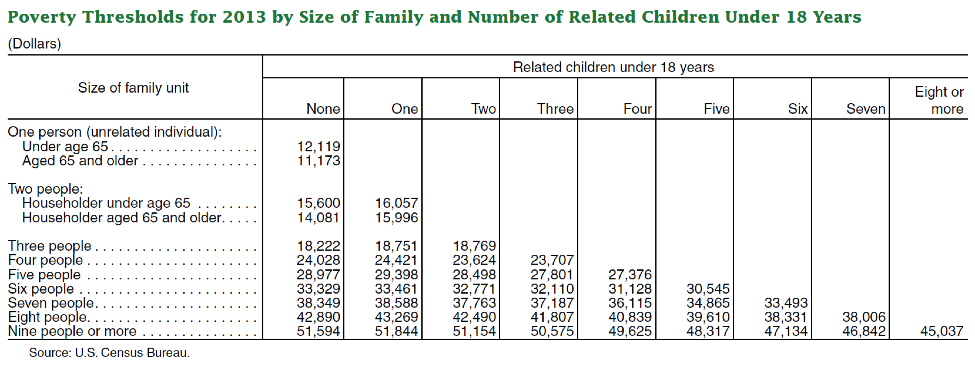 Poverty Thresholds for 2013 by Size of Family and Number of Related Children Under 18 Years
(Dollars)
Size of family unit
Related children under 18 years
None One Two Three Four Five Six Seven Eight or more
One person (unrelated individual):
Under age 65. . . . . . . . . . . . . . . . . . . 12,119
Aged 65 and older . . . . . . . . . . . . . . . 11,173
Two people:
Householder under age 65 . . . . . . . . 15,600 16,057
Householder aged 65 and older. . . . . 14,081 15,996
Three people . . . . . . . . . . . . . . . . . . . . . 18,222 18,751 18,769
Four people . . . . . . . . . . . . . . . . . . . . . . 24,028 24,421 23,624 23,707
Five people . . . . . . . . . . . . . . . . . . . . . . 28,977 29,398 28,498 27,801 27,376
Six people . . . . . . . . . . . . . . . . . . . . . . . 33,329 33,461 32,771 32,110 31,128 30,545
Seven people. . . . . . . . . . . . . . . . . . . . . 38,349 38,588 37,763 37,187 36,115 34,865 33,493
Eight people. . . . . . . . . . . . . . . . . . . . . . 42,890 43,269 42,490 41,807 40,839 39,610 38,331 38,006
Nine people or more . . . . . . . . . . . . . . . 51,594 51,844 51,154 50,575 49,625 48,317 47,134 46,842 45,037
Source: U.S. Census Bureau.